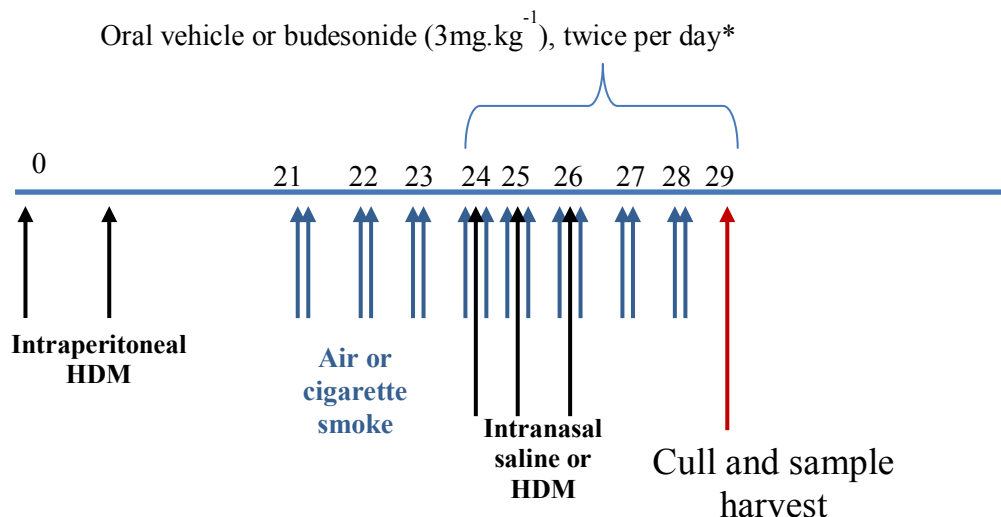 Oral vehicle or budesonide (3mg.kg⁻¹), twice per day*
0
21 22 23 24 25 26 27 28 29
Intraperitoneal
HDM
Air or
cigarette
smoke
Intranasal
saline or
HDM
Cull and sample
harvest